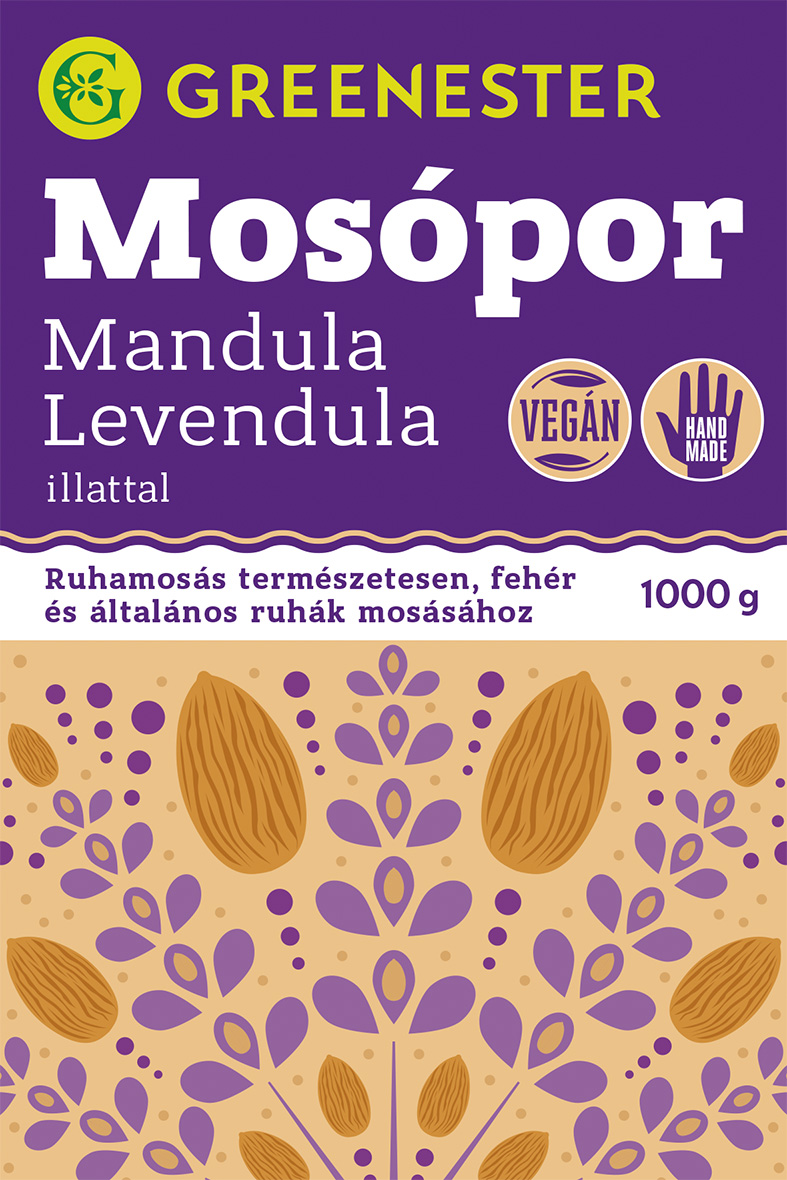 G GREENESTER
Mosópor
Mandula
Levendula
illattal
VEGÁN
HAND
MADE
Ruhamosás természetesen, fehér
és általános ruhák mosásához
1000 g